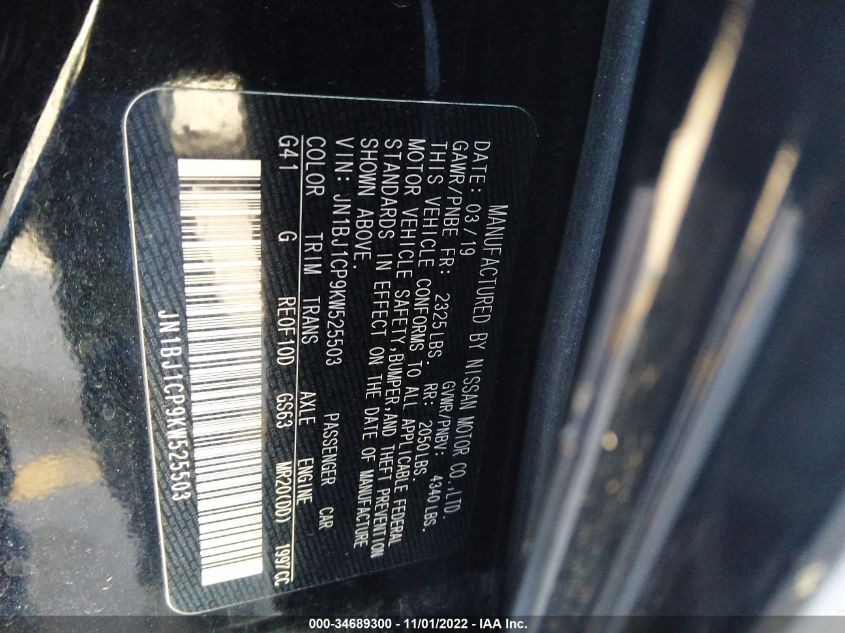 MANUFACTURED BY NISSAN MOTOR CO.,LTD.
DATE: 03/19 GVWR/PNBV: 4340 LBS.
GAWR/PNBE FR: 2325LBS. RR: 2050LBS.
THIS VEHICLE CONFORMS TO ALL APPLICABLE FEDERAL
MOTOR VEHICLE SAFETY,BUMPER,AND THEFT PREVENTION
STANDARDS IN EFFECT ON THE DATE OF MANUFACTURE
SHOWN ABOVE.
VIN: JN1BJ1CP9KW525503 PASSENGER CAR
COLOR TRIM TRANS AXLE ENGINE
G41 G RE0F10D GS63 MR20(DD) 1997CC
JN1BJ1CP9KW525503
000-34689300 - 11/01/2022 - IAA Inc.